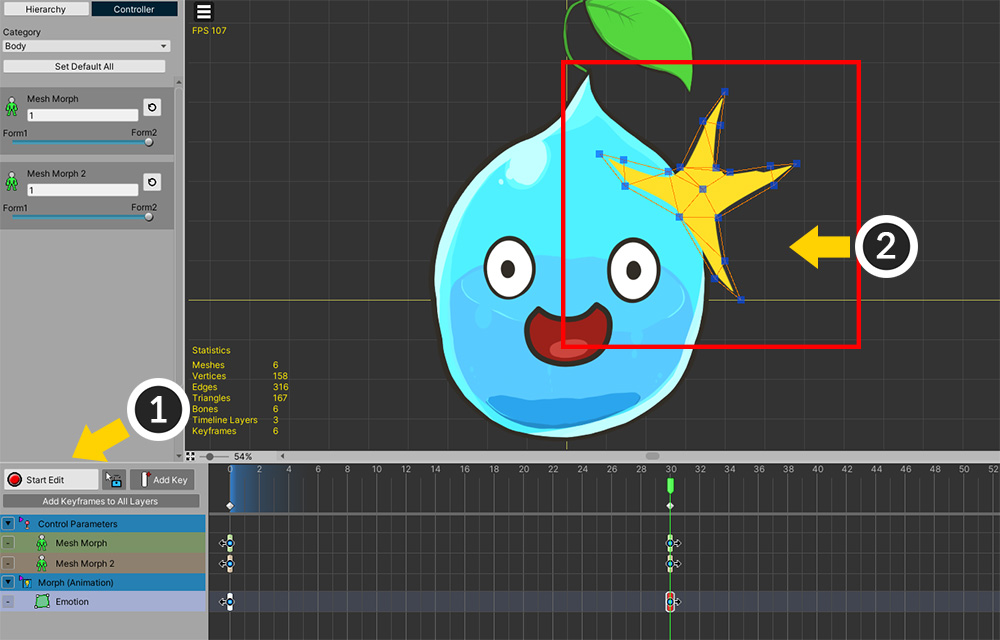 Hierarchy Controller
Category
Body
Set Default All
Mesh Morph
1
Form1 Form2
Mesh Morph 2
1
Form1 Form2
FPS 107
2
Statistics
Meshes 6
Vertices 158
Edges 316
Triangles 167
Bones 6
Timeline Layers 3
Keyframes 6
1
54%
Start Edit Add Key
Add Keyframes to All Layers
0 2 4 6 8 10 12 14 16 18 20 22 24 26 28 30 32 34 36 38 40 42 44 46 48 50 52
Control Parameters
Mesh Morph
Mesh Morph 2
Morph (Animation)
Emotion